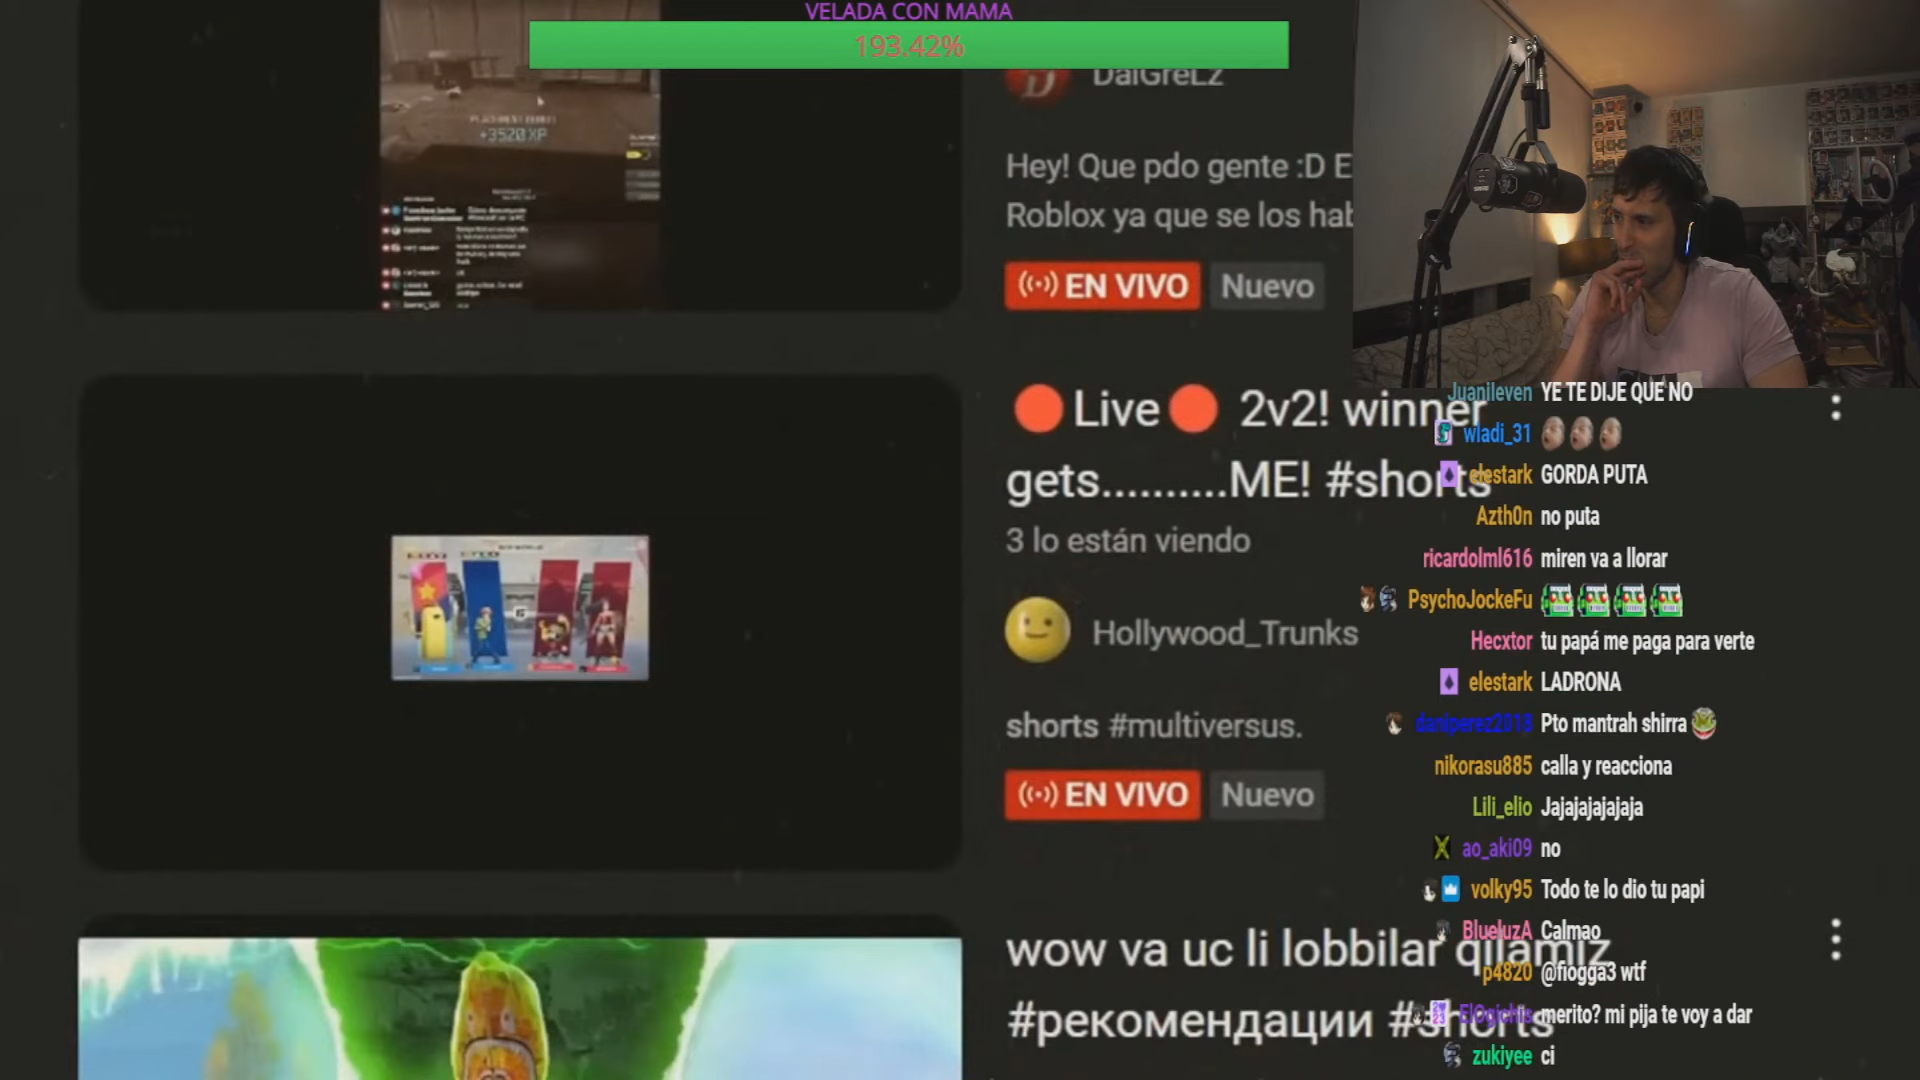 VELADA CON MAMA
193.42%
+3520 XP
DalGreLz
Hey! Que pdo gente :D E
Roblox ya que se los hab
EN VIVO Nuevo
Live 2v2! winner
gets..........ME! #shorts
3 lo están viendo
Hollywood_Trunks
shorts #multiversus.
EN VIVO Nuevo
wow va uc li lobbilar qilamiz
#рекомендации #shorts
Juanileven YE TE DIJE QUE NO
wladi_31
elestark GORDA PUTA
Azth0n no puta
ricardolml616 miren va a llorar
PsychoJockeFu
Hecxtor tu papá me paga para verte
elestark LADRONA
daniperez2018 Pto mantrah shirra
nikorasu885 calla y reacciona
Lili_elio Jajajajajajaja
ao_aki09 no
volky95 Todo te lo dio tu papi
BlueluzA Calmao
p4820 @fiogga3 wtf
ElOgichis merito? mi pija te voy a dar
zukiyee ci